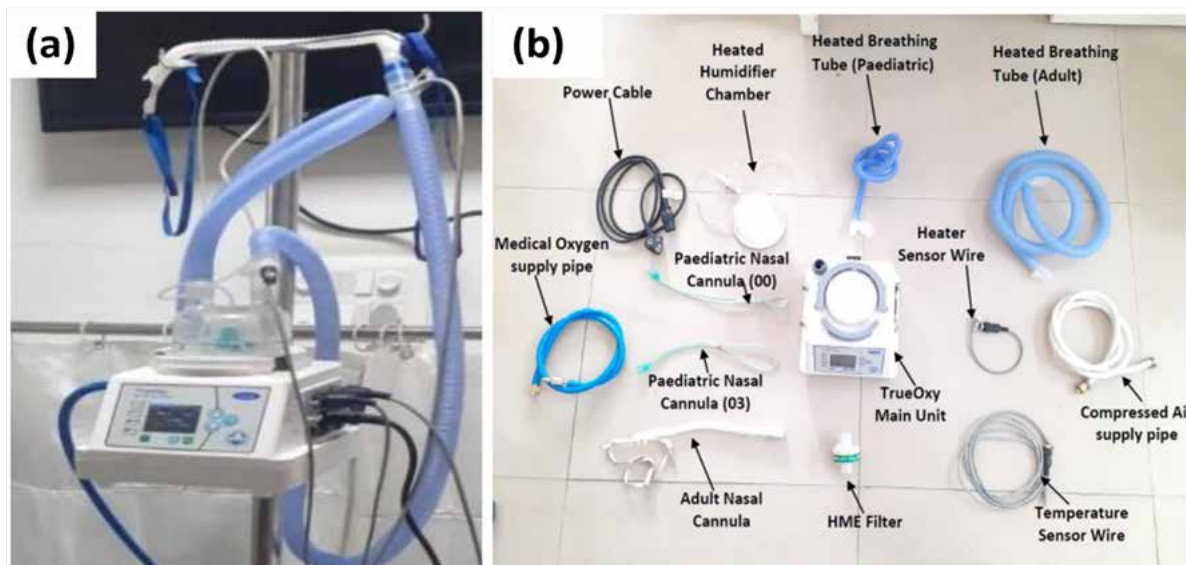 (a)
(b)
Power Cable
Heated
Humidifier
Chamber
Heated Breathing
Tube (Paediatric)
Heated Breathing
Tube (Adult)
Medical Oxygen
supply pipe
Paediatric Nasal
Cannula (00)
Heater
Sensor Wire
Paediatric Nasal
Cannula (03)
TrueOxy
Main Unit
Compressed Ai
supply pipe
Adult Nasal
Cannula
HME Filter
Temperature
Sensor Wire